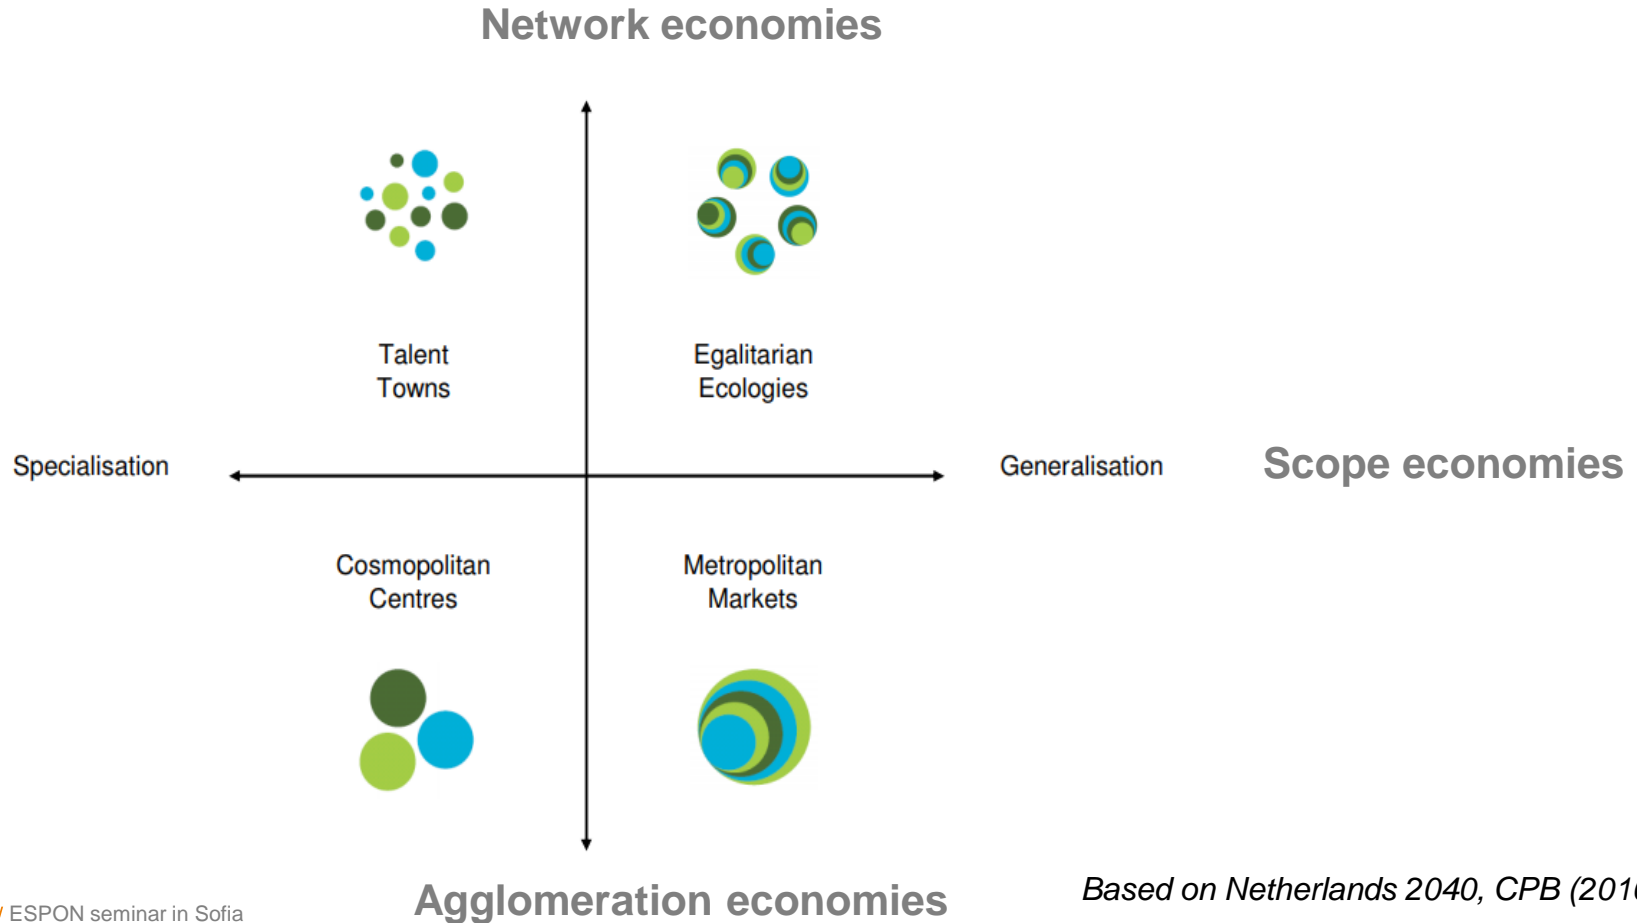 Network economies
Talent
Towns
Egalitarian
Ecologies
Specialisation
Generalisation
Scope economies
Cosmopolitan
Centres
Metropolitan
Markets
Agglomeration economies
Based on Netherlands 2040, CPB (201
/ ESPON seminar in Sofia